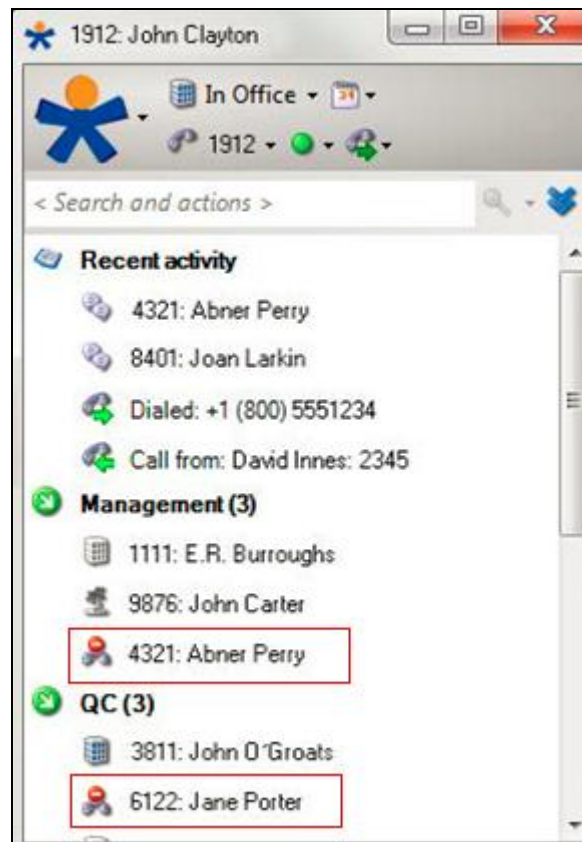 1912: John Clayton
In Office
31
1912
< Search and actions >
Recent activity
4321: Abner Perry
8401: Joan Larkin
Dialed: +1 (800) 5551234
Call from: David Innes: 2345
Management (3)
1111: E.R. Burroughs
9876: John Carter
4321: Abner Perry
QC (3)
3811: John O´Groats
6122: Jane Porter